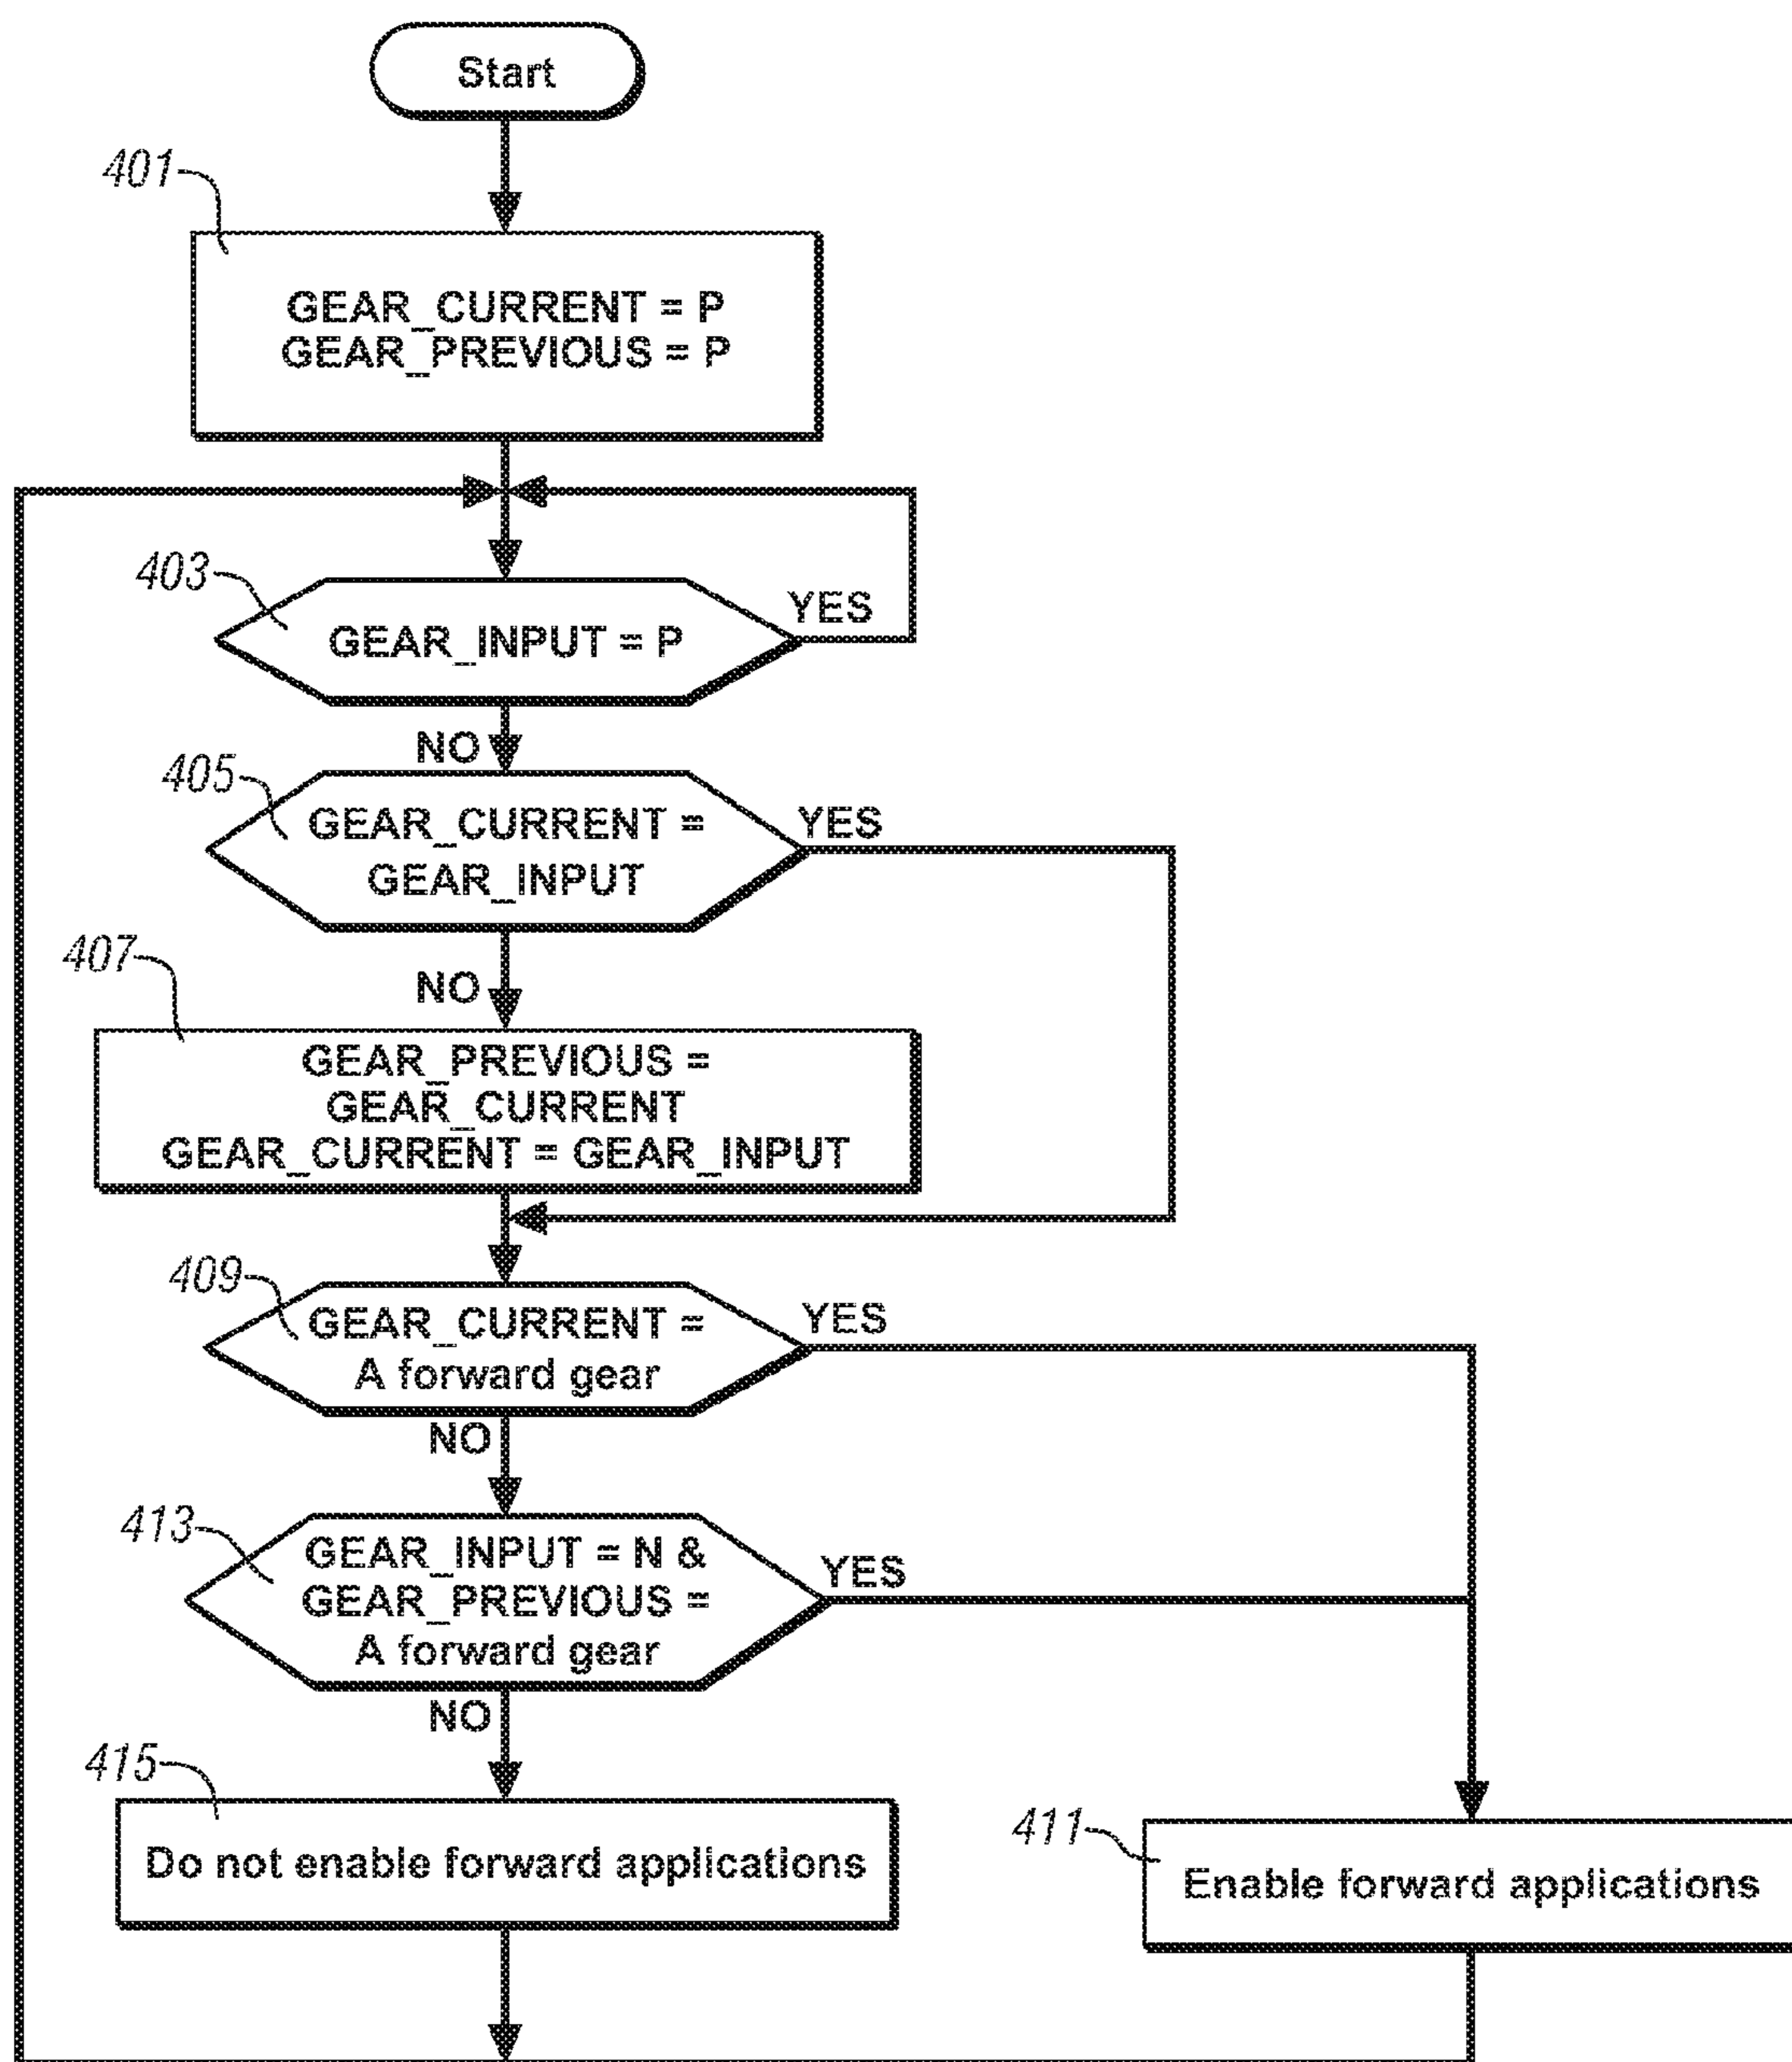 Start
401
GEAR_CURRENT = P
GEAR_PREVIOUS = P
403
GEAR_INPUT = P
YES
NO
405
GEAR_CURRENT =
GEAR_INPUT
YES
NO
407
GEAR_PREVIOUS =
GEAR_CURRENT
GEAR_CURRENT = GEAR_INPUT
409
GEAR_CURRENT =
A forward gear
YES
NO
413
GEAR_INPUT = N &
GEAR_PREVIOUS =
A forward gear
YES
NO
415
Do not enable forward applications
411
Enable forward applications